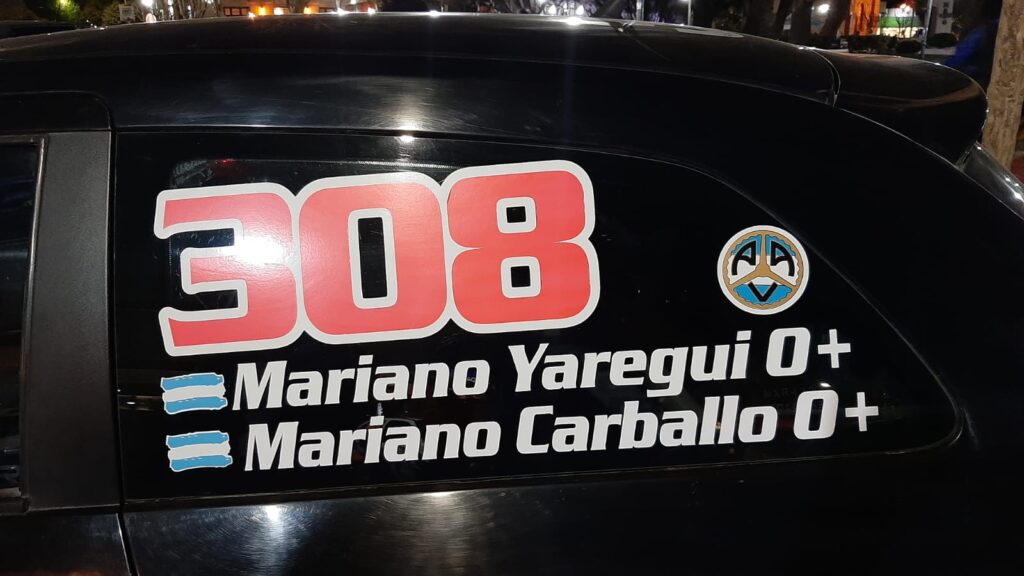 308
AAV
Mariano Yaregui 0+
Mariano Carballo 0+